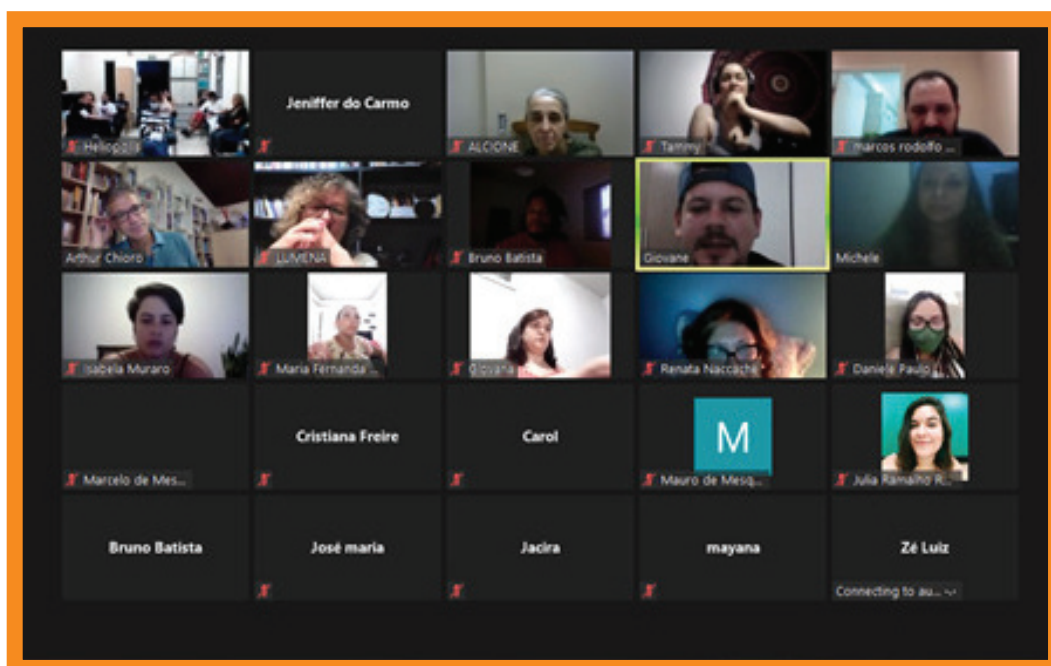 Heliopolis
Jeniffer do Carmo
ALCIONE
Tammy
marcos rodolfo ...
Arthur Chioro
LUMENA
Bruno Batista
Giovane
Michele
Isabela Muraro
Maria Fernanda ...
Giovana
Renata Naccache
Daniele Paulo
Marcelo de Mes...
Cristiana Freire
Carol
M
Mauro de Mesq...
Julia Ramalho R...
Bruno Batista
José maria
Jacira
mayana
Zé Luiz
Connecting to au...